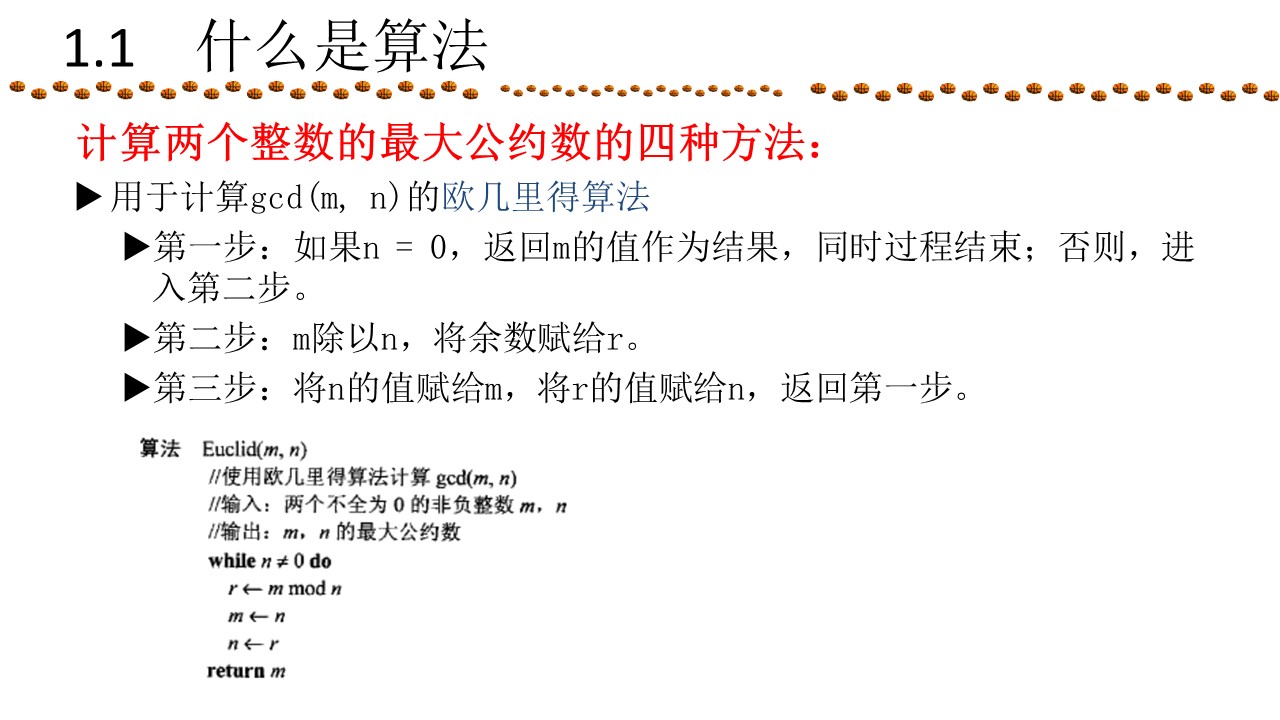 1.1 什么是算法
计算两个整数的最大公约数的四种方法：
▶用于计算gcd(m, n)的欧几里得算法
▶第一步：如果n = 0，返回m的值作为结果，同时过程结束；否则，进
入第二步。
▶第二步：m除以n，将余数赋给r。
▶第三步：将n的值赋给m，将r的值赋给n，返回第一步。
算法 Euclid(m, n)
//使用欧几里得算法计算 gcd(m, n)
//输入：两个不全为 0 的非负整数 m，n
//输出：m，n 的最大公约数
while n ≠ 0 do
r ← m mod n
m ← n
n ← r
return m